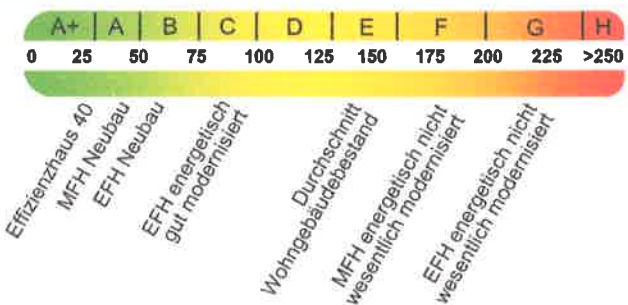 A+ A B C D E F G H
0 25 50 75 100 125 150 175 200 225 >250
Effizienzhaus 40
MFH Neubau
EFH Neubau
EFH energetisch
gut modernisiert
Durchschnitt
Wohngebäudebestand
MFH energetisch nicht
wesentlich modernisiert
EFH energetisch nicht
wesentlich modernisiert